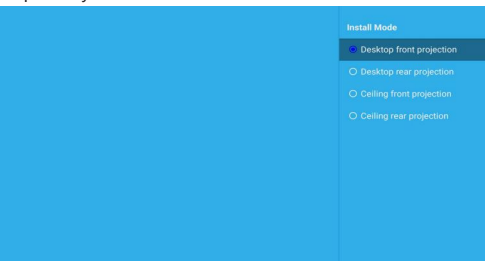 Install Mode
Desktop front projection
Desktop rear projection
Ceiling front projection
Ceiling rear projection